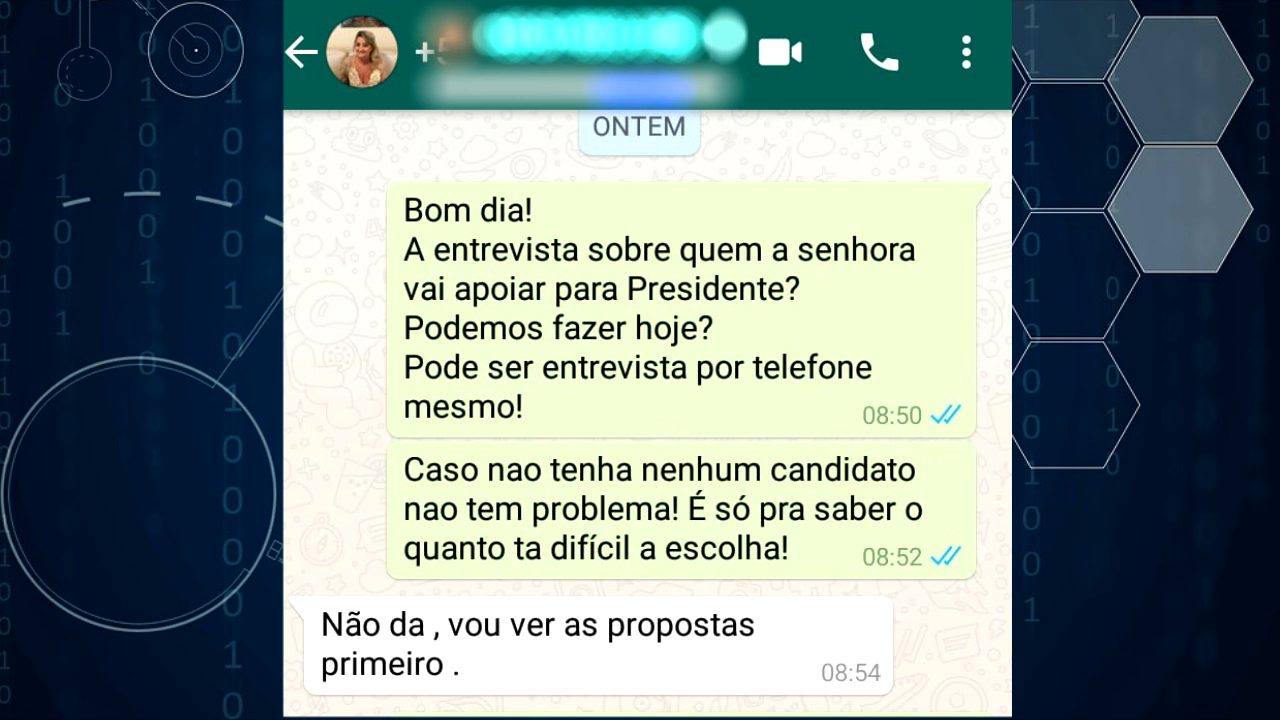 +5
ONTEM
Bom dia!
A entrevista sobre quem a senhora
vai apoiar para Presidente?
Podemos fazer hoje?
Pode ser entrevista por telefone
mesmo!
08:50
Caso nao tenha nenhum candidato
nao tem problema! É só pra saber o
quanto ta difícil a escolha!
08:52
Não da , vou ver as propostas
primeiro .
08:54